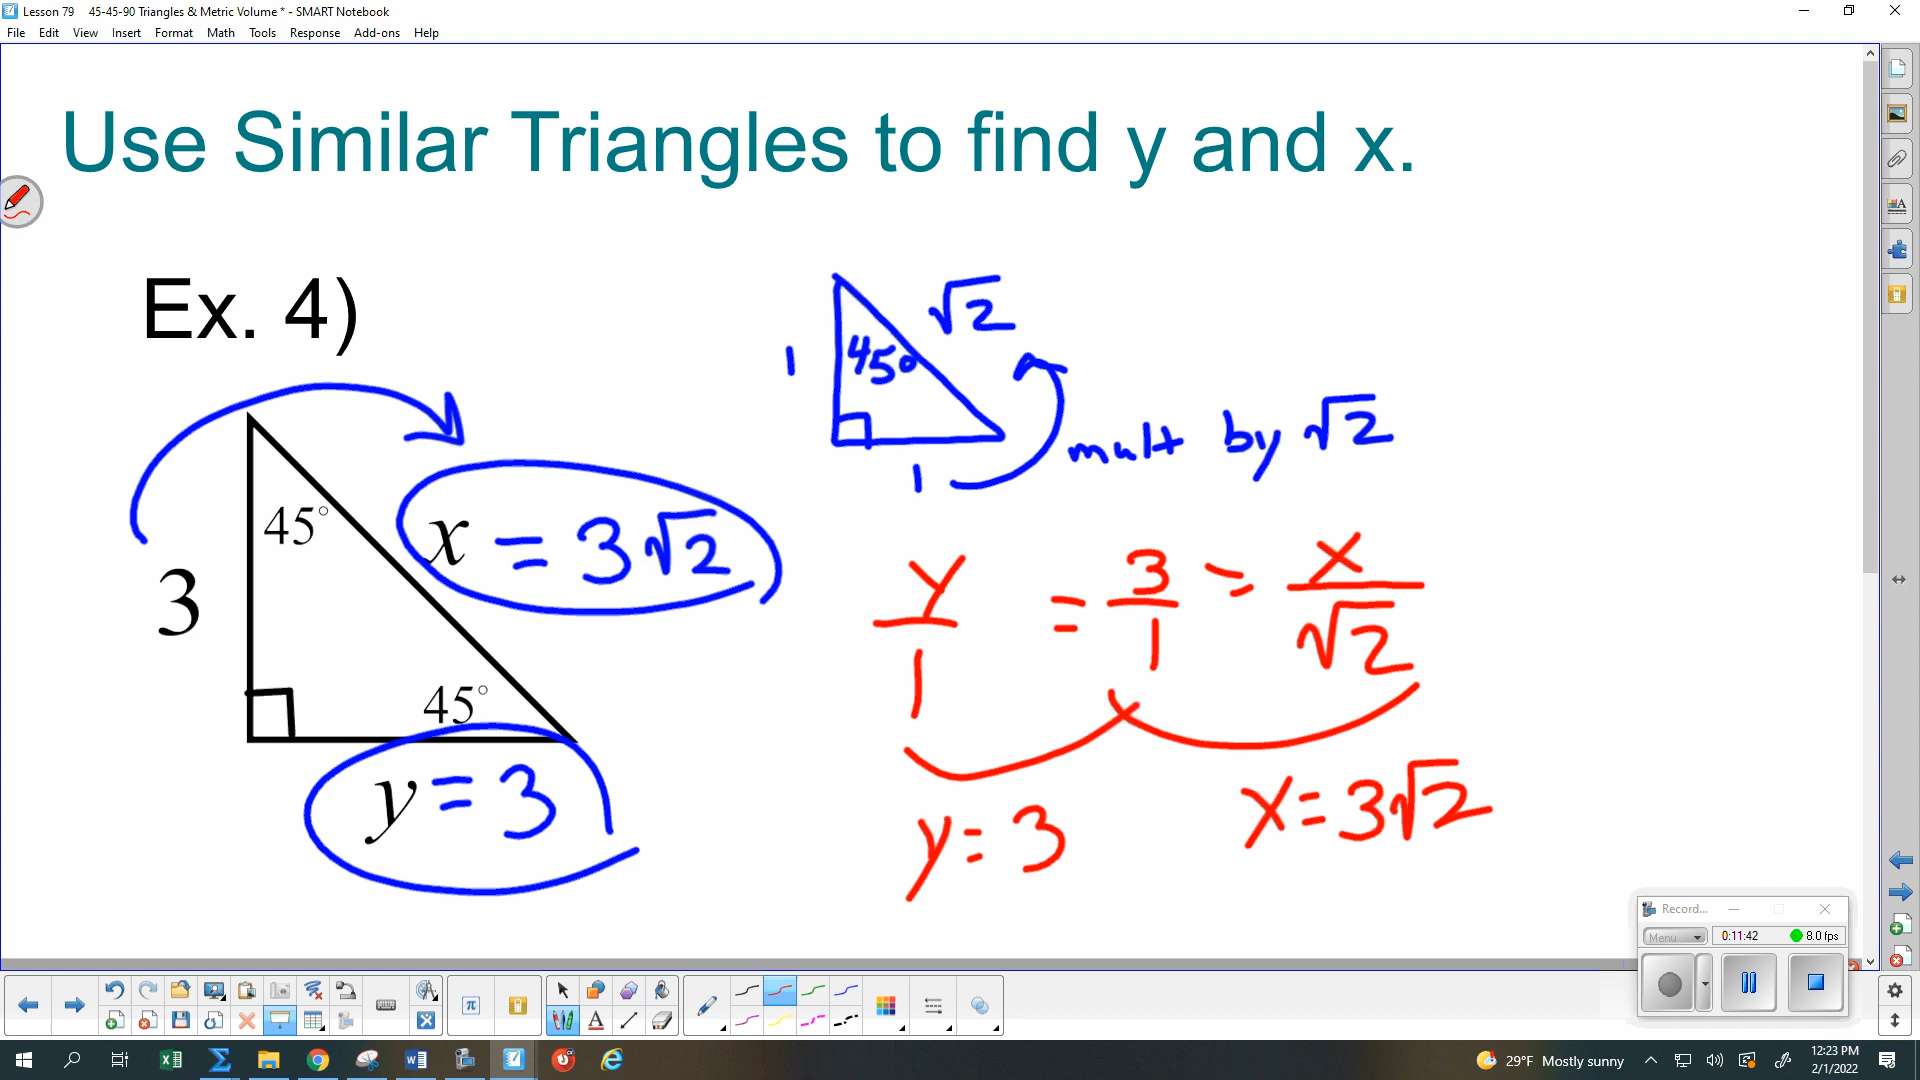 Lesson 79 45-45-90 Triangles & Metric Volume * - SMART Notebook
File Edit View Insert Format Math Tools Response Add-ons Help
Use Similar Triangles to find y and x.
Ex. 4)
√2
1
45°
mult by √2
1
45°
x = 3√2
3
y/1 = 3/1 = x/√2
45°
y = 3
y = 3
x = 3√2
Record...
Menu
0:11:42
8.0 fps
29°F Mostly sunny
12:23 PM
2/1/2022